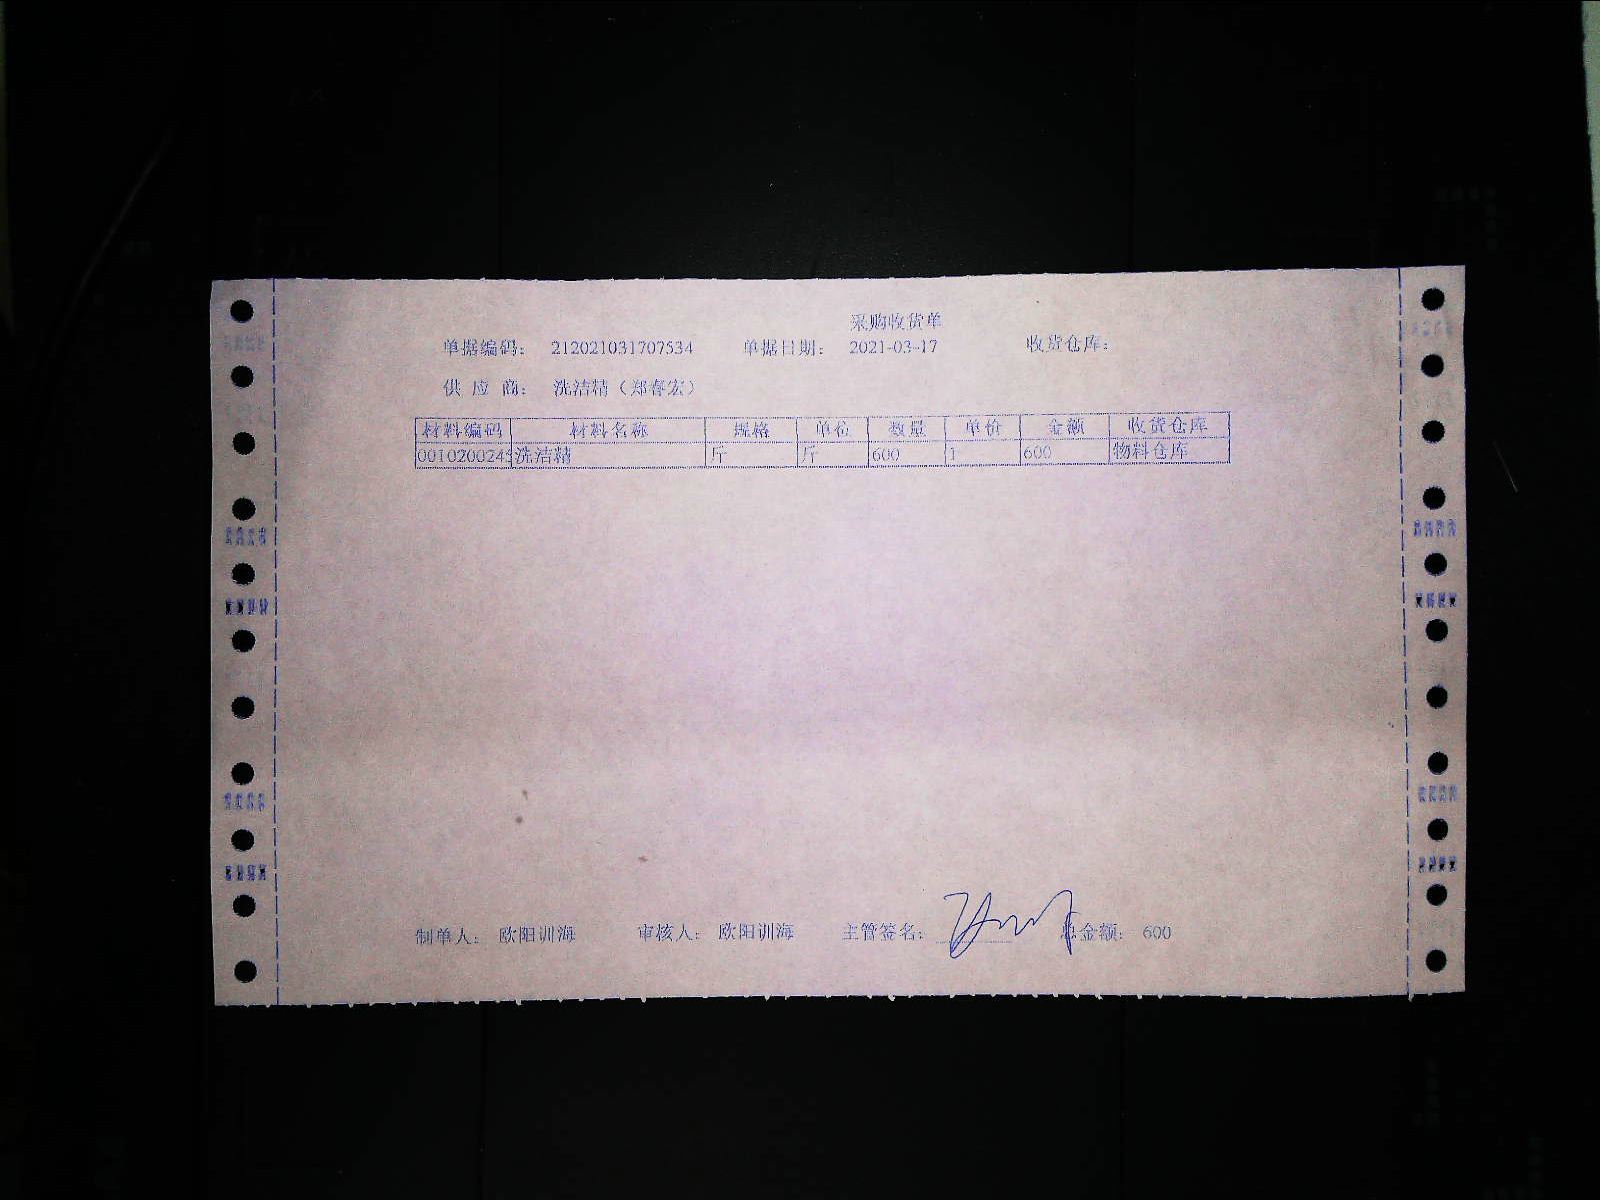 采购收货单
单据编码： 212021031707534 单据日期： 2021-03-17 收货仓库：
供 应 商： 洗洁精（郑春宏）
材料编码 材料名称 规格 单位 数量 单价 金额 收货仓库
0010200245 洗洁精 斤 斤 600 1 600 物料仓库
制单人： 欧阳训海 审核人： 欧阳训海 主管签名： 总金额： 600